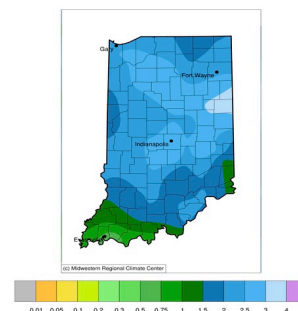 Gary
Fort Wayne
Indianapolis
E
(c) Midwestern Regional Climate Center
0.01 0.05 0.1 0.2 0.3 0.5 0.75 1 1.5 2 2.5 3 4